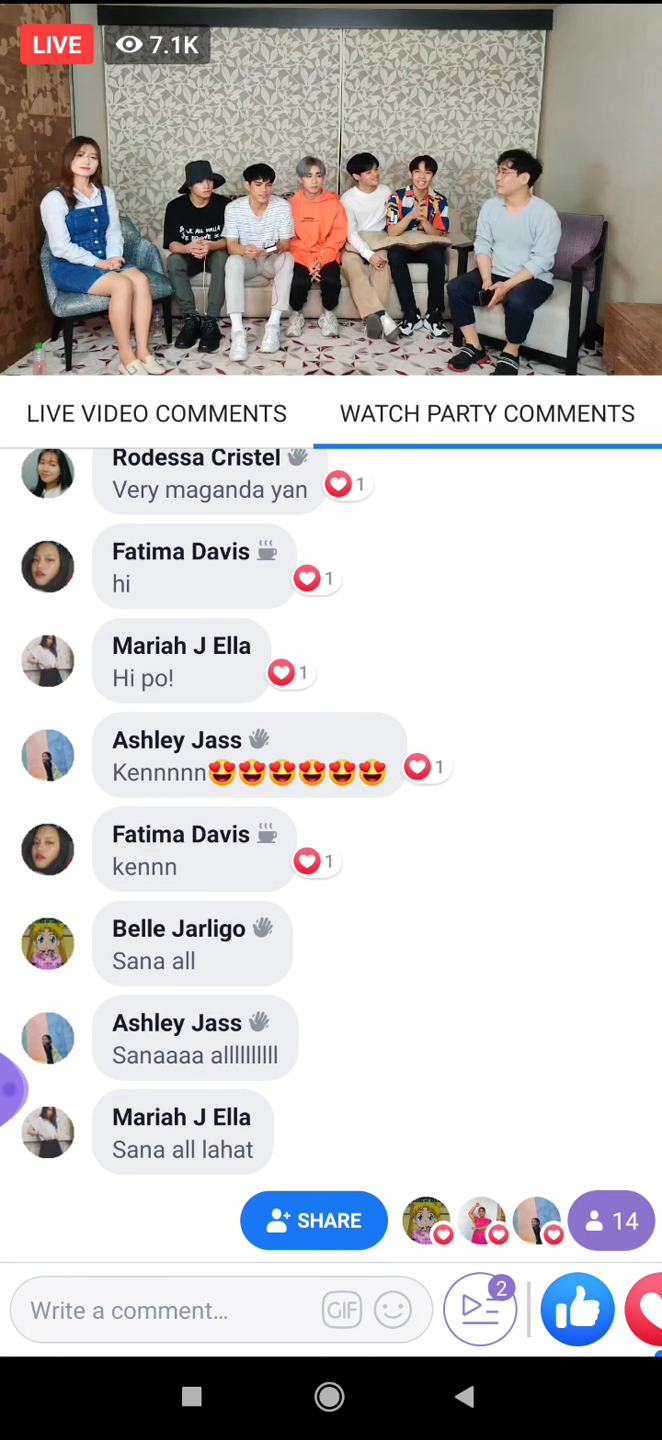 LIVE
7.1K
LIVE VIDEO COMMENTS
WATCH PARTY COMMENTS
Rodessa Cristel
Very maganda yan
1
Fatima Davis
hi
1
Mariah J Ella
Hi po!
1
Ashley Jass
Kennnnn😍😍😍😍😍😍
1
Fatima Davis
kennn
1
Belle Jarligo
Sana all
Ashley Jass
Sanaaaa allllllllll
Mariah J Ella
Sana all lahat
SHARE
14
Write a comment...
GIF
2